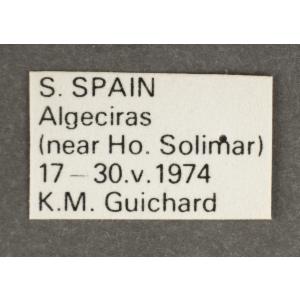 S. SPAIN
Algeciras
(near Ho. Solimar)
17 – 30.v.1974
K.M. Guichard